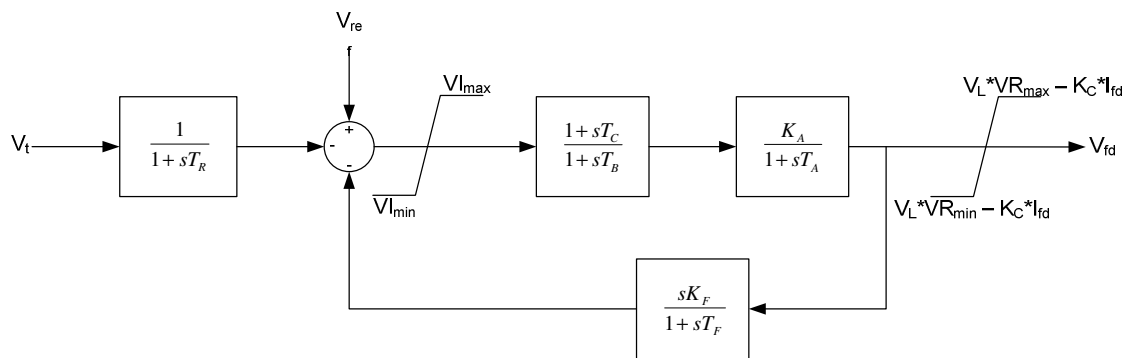 V_re
f
VI_max
V_L*VR_max – K_C*I_fd
V_t
1
1 + sT_R
+
-
-
1 + sT_C
1 + sT_B
K_A
1 + sT_A
V_fd
VI_min
V_L*VR_min – K_C*I_fd
sK_F
1 + sT_F